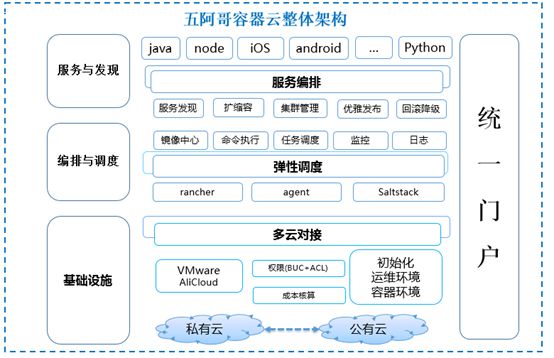 五阿哥容器云整体架构
服务与发现
java
node
iOS
android
...
Python
服务编排
服务发现
扩缩容
集群管理
优雅发布
回滚降级
编排与调度
镜像中心
命令执行
任务调度
监控
日志
弹性调度
rancher
agent
Saltstack
基础设施
多云对接
VMware
AliCloud
权限(BUC+ACL)
成本核算
初始化
运维环境
容器环境
私有云
公有云
统一门户